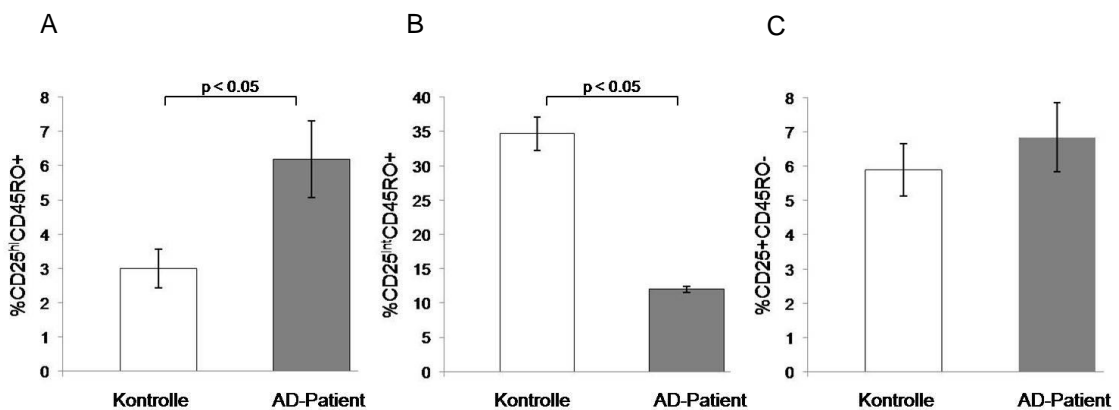 A
B
C
p < 0.05
p < 0.05
%CD25hiCD45RO+
8
7
6
5
4
3
2
1
0
Kontrolle AD-Patient
%CD25intCD45RO+
40
35
30
25
20
15
10
5
0
Kontrolle AD-Patient
%CD25+CD45RO-
8
7
6
5
4
3
2
1
0
Kontrolle AD-Patient